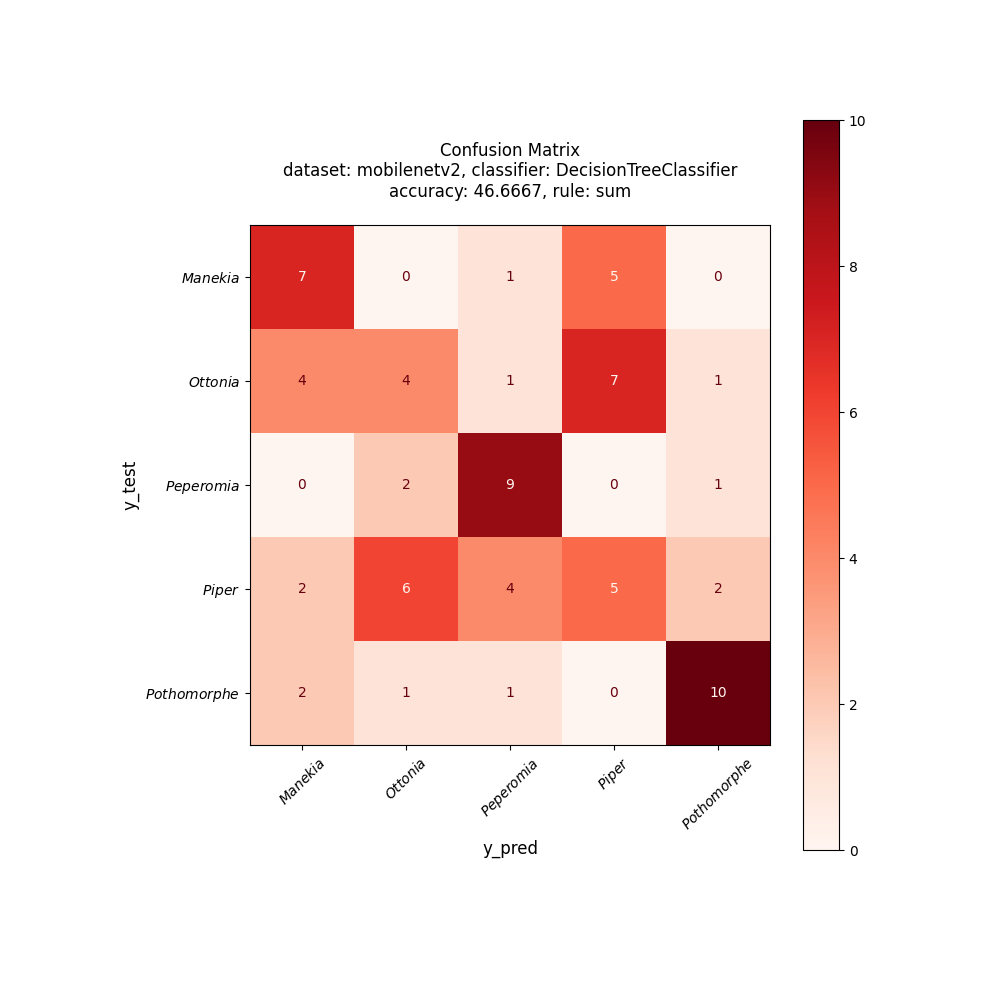 Confusion Matrix
dataset: mobilenetv2, classifier: DecisionTreeClassifier
accuracy: 46.6667, rule: sum
y_test
Manekia 7 0 1 5 0
Ottonia 4 4 1 7 1
Peperomia 0 2 9 0 1
Piper 2 6 4 5 2
Pothomorphe 2 1 1 0 10
Manekia Ottonia Peperomia Piper Pothomorphe
y_pred
10
8
6
4
2
0